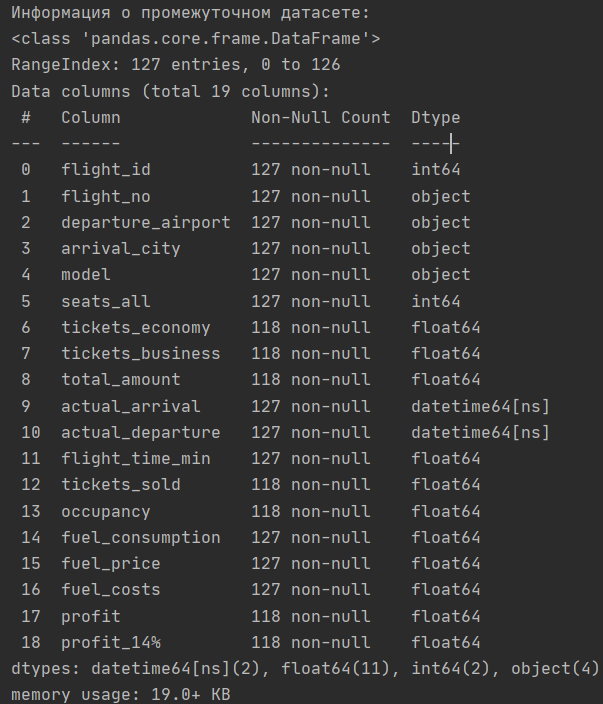 Информация о промежуточном датасете:
<class 'pandas.core.frame.DataFrame'>
RangeIndex: 127 entries, 0 to 126
Data columns (total 19 columns):
 #   Column             Non-Null Count  Dtype
---  ------             --------------  -----
 0   flight_id          127 non-null    int64
 1   flight_no          127 non-null    object
 2   departure_airport  127 non-null    object
 3   arrival_city       127 non-null    object
 4   model              127 non-null    object
 5   seats_all          127 non-null    int64
 6   tickets_economy    118 non-null    float64
 7   tickets_business   118 non-null    float64
 8   total_amount       118 non-null    float64
 9   actual_arrival     127 non-null    datetime64[ns]
 10  actual_departure   127 non-null    datetime64[ns]
 11  flight_time_min    127 non-null    float64
 12  tickets_sold       118 non-null    float64
 13  occupancy          118 non-null    float64
 14  fuel_consumption   127 non-null    float64
 15  fuel_price         127 non-null    float64
 16  fuel_costs         127 non-null    float64
 17  profit             118 non-null    float64
 18  profit_14%         118 non-null    float64
dtypes: datetime64[ns](2), float64(11), int64(2), object(4)
memory usage: 19.0+ KB